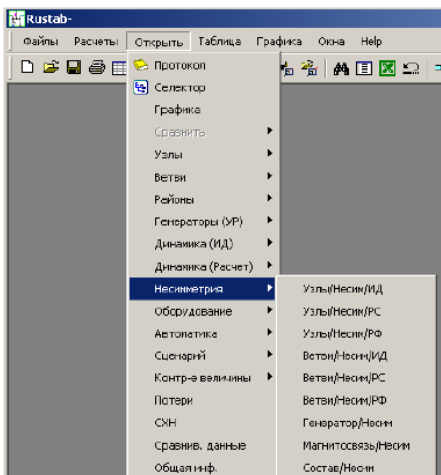 Rustab-
Файлы Расчеты Открыть Таблица Графика Окна Help
Протокол
Селектор
Графика
Сравнить
Узлы
Ветви
Районы
Генераторы (УР)
Динамика (ИД)
Динамика (Расчет)
Несимметрия
Узлы/Несим/ИД
Оборудование
Узлы/Несим/РС
Автоматика
Узлы/Несим/РФ
Сценарий
Ветви/Несим/ИД
Контр-е величины
Ветви/Несим/РС
Потери
Ветви/Несим/РФ
СХН
Генератор/Несим
Сравнив. данные
Магнитосвязь/Несим
Общая инф.
Состав/Несим